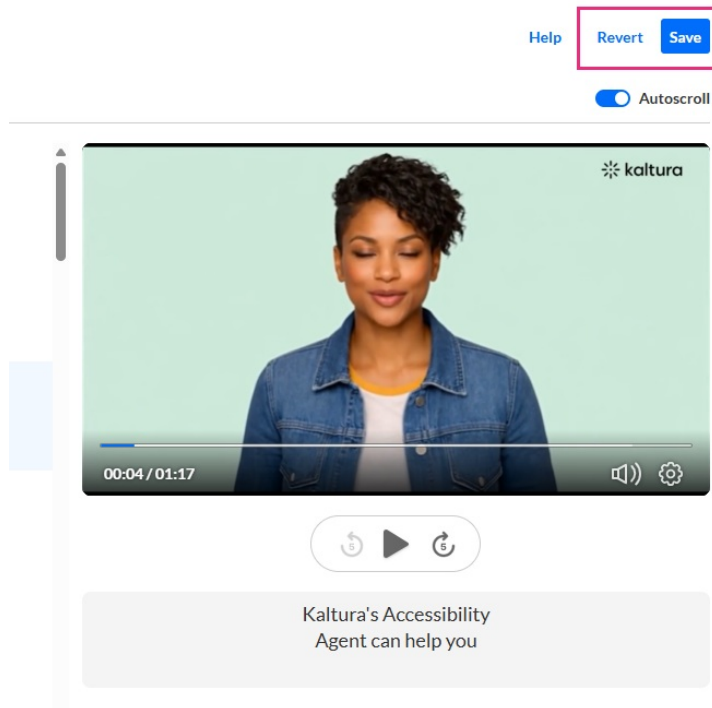 Help Revert Save
Autoscroll
kaltura
00:04 / 01:17
5 5
Kaltura's Accessibility
Agent can help you